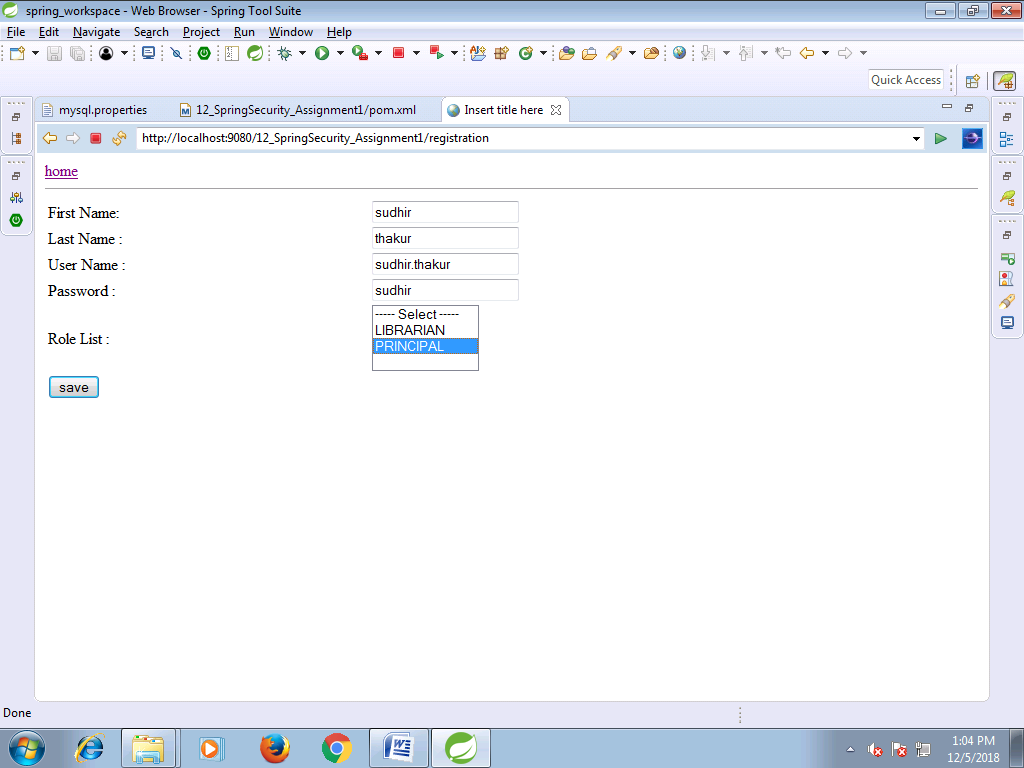 spring_workspace - Web Browser - Spring Tool Suite
File Edit Navigate Search Project Run Window Help
Quick Access
mysql.properties 12_SpringSecurity_Assignment1/pom.xml Insert title here
http://localhost:9080/12_SpringSecurity_Assignment1/registration
home
First Name: sudhir
Last Name : thakur
User Name : sudhir.thakur
Password : sudhir
----- Select -----
LIBRARIAN
Role List :
PRINCIPAL
save
Done
1:04 PM
12/5/2018